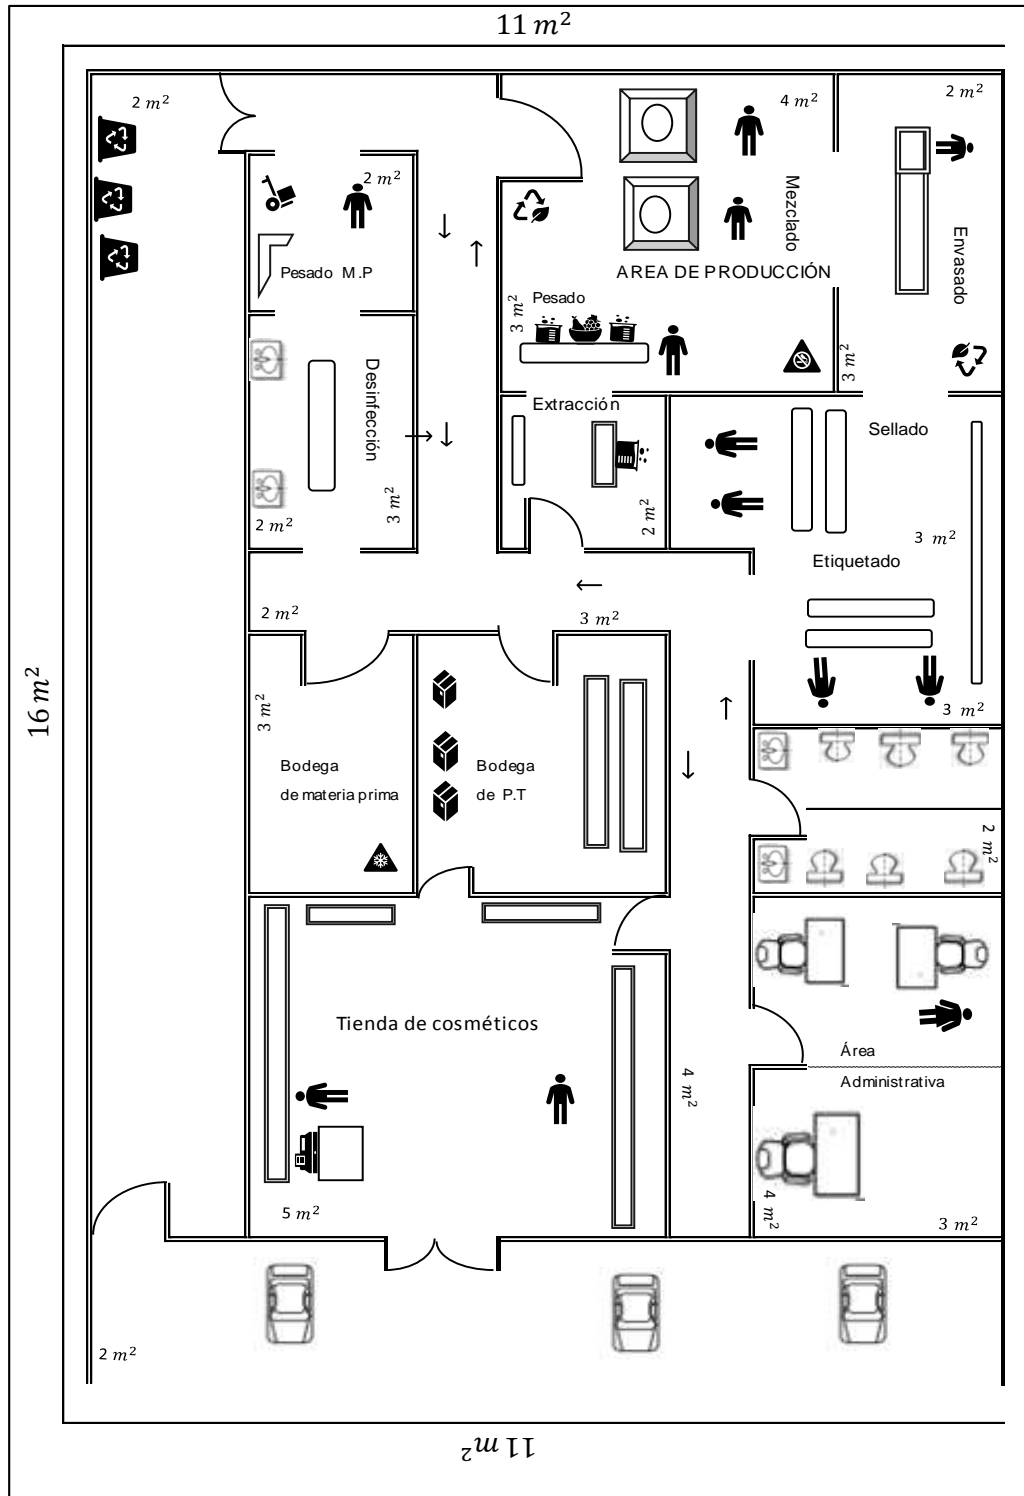 11 m²
2 m²
4 m²
2 m²
2 m²
Mezclado
Envasado
Pesado M.P
AREA DE PRODUCCIÓN
Pesado
3 m²
3 m²
Desinfección
Extracción
Sellado
2 m²
3 m²
2 m²
3 m²
Etiquetado
2 m²
3 m²
16 m²
3 m²
3 m²
Bodega
de materia prima
Bodega
de P.T
2 m²
Tienda de cosméticos
Área
Administrativa
4 m²
5 m²
4 m²
3 m²
2 m²
11 m²